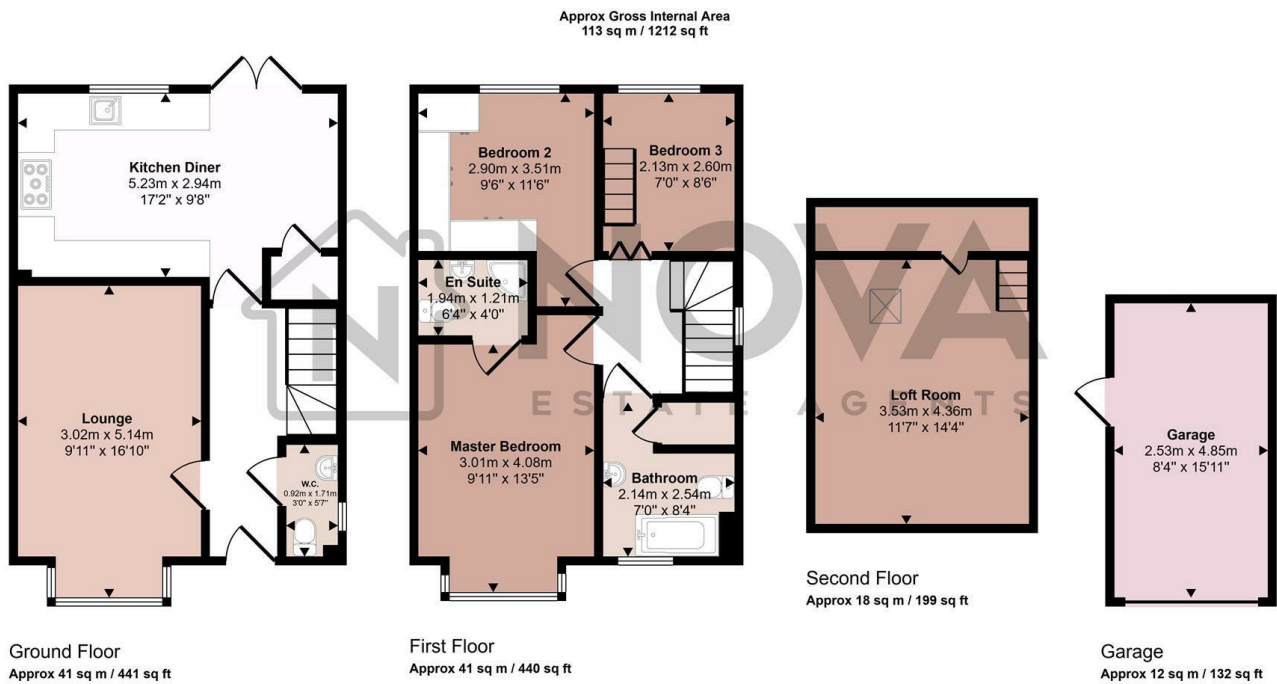 Approx Gross Internal Area
113 sq m / 1212 sq ft
Kitchen Diner
5.23m x 2.94m
17'2" x 9'8"
Lounge
3.02m x 5.14m
9'11" x 16'10"
W.C.
0.92m x 1.71m
3'0" x 5'7"
Ground Floor
Approx 41 sq m / 441 sq ft
Bedroom 2
2.90m x 3.51m
9'6" x 11'6"
Bedroom 3
2.13m x 2.60m
7'0" x 8'6"
En Suite
1.94m x 1.21m
6'4" x 4'0"
Master Bedroom
3.01m x 4.08m
9'11" x 13'5"
Bathroom
2.14m x 2.54m
7'0" x 8'4"
First Floor
Approx 41 sq m / 440 sq ft
Loft Room
3.53m x 4.36m
11'7" x 14'4"
Second Floor
Approx 18 sq m / 199 sq ft
Garage
2.53m x 4.85m
8'4" x 15'11"
Garage
Approx 12 sq m / 132 sq ft
N NOVA
ESTATE AGENTS